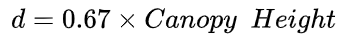 d = 0.67 × Canopy Height